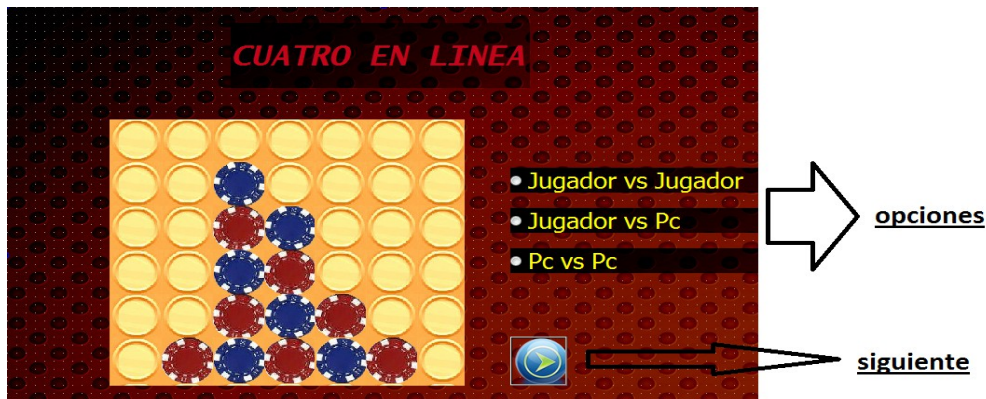 CUATRO EN LINEA
Jugador vs Jugador
Jugador vs Pc
Pc vs Pc
opciones
siguiente